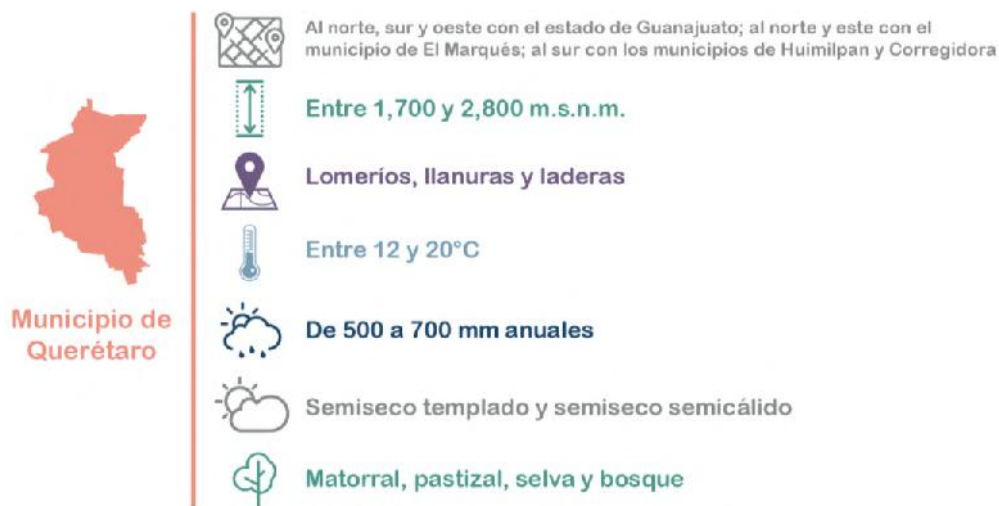 Al norte, sur y oeste con el estado de Guanajuato; al norte y este con el
municipio de El Marqués; al sur con los municipios de Huimilpan y Corregidora
Entre 1,700 y 2,800 m.s.n.m.
Lomeríos, llanuras y laderas
Entre 12 y 20°C
Municipio de
Querétaro
De 500 a 700 mm anuales
Semiseco templado y semiseco semicálido
Matorral, pastizal, selva y bosque